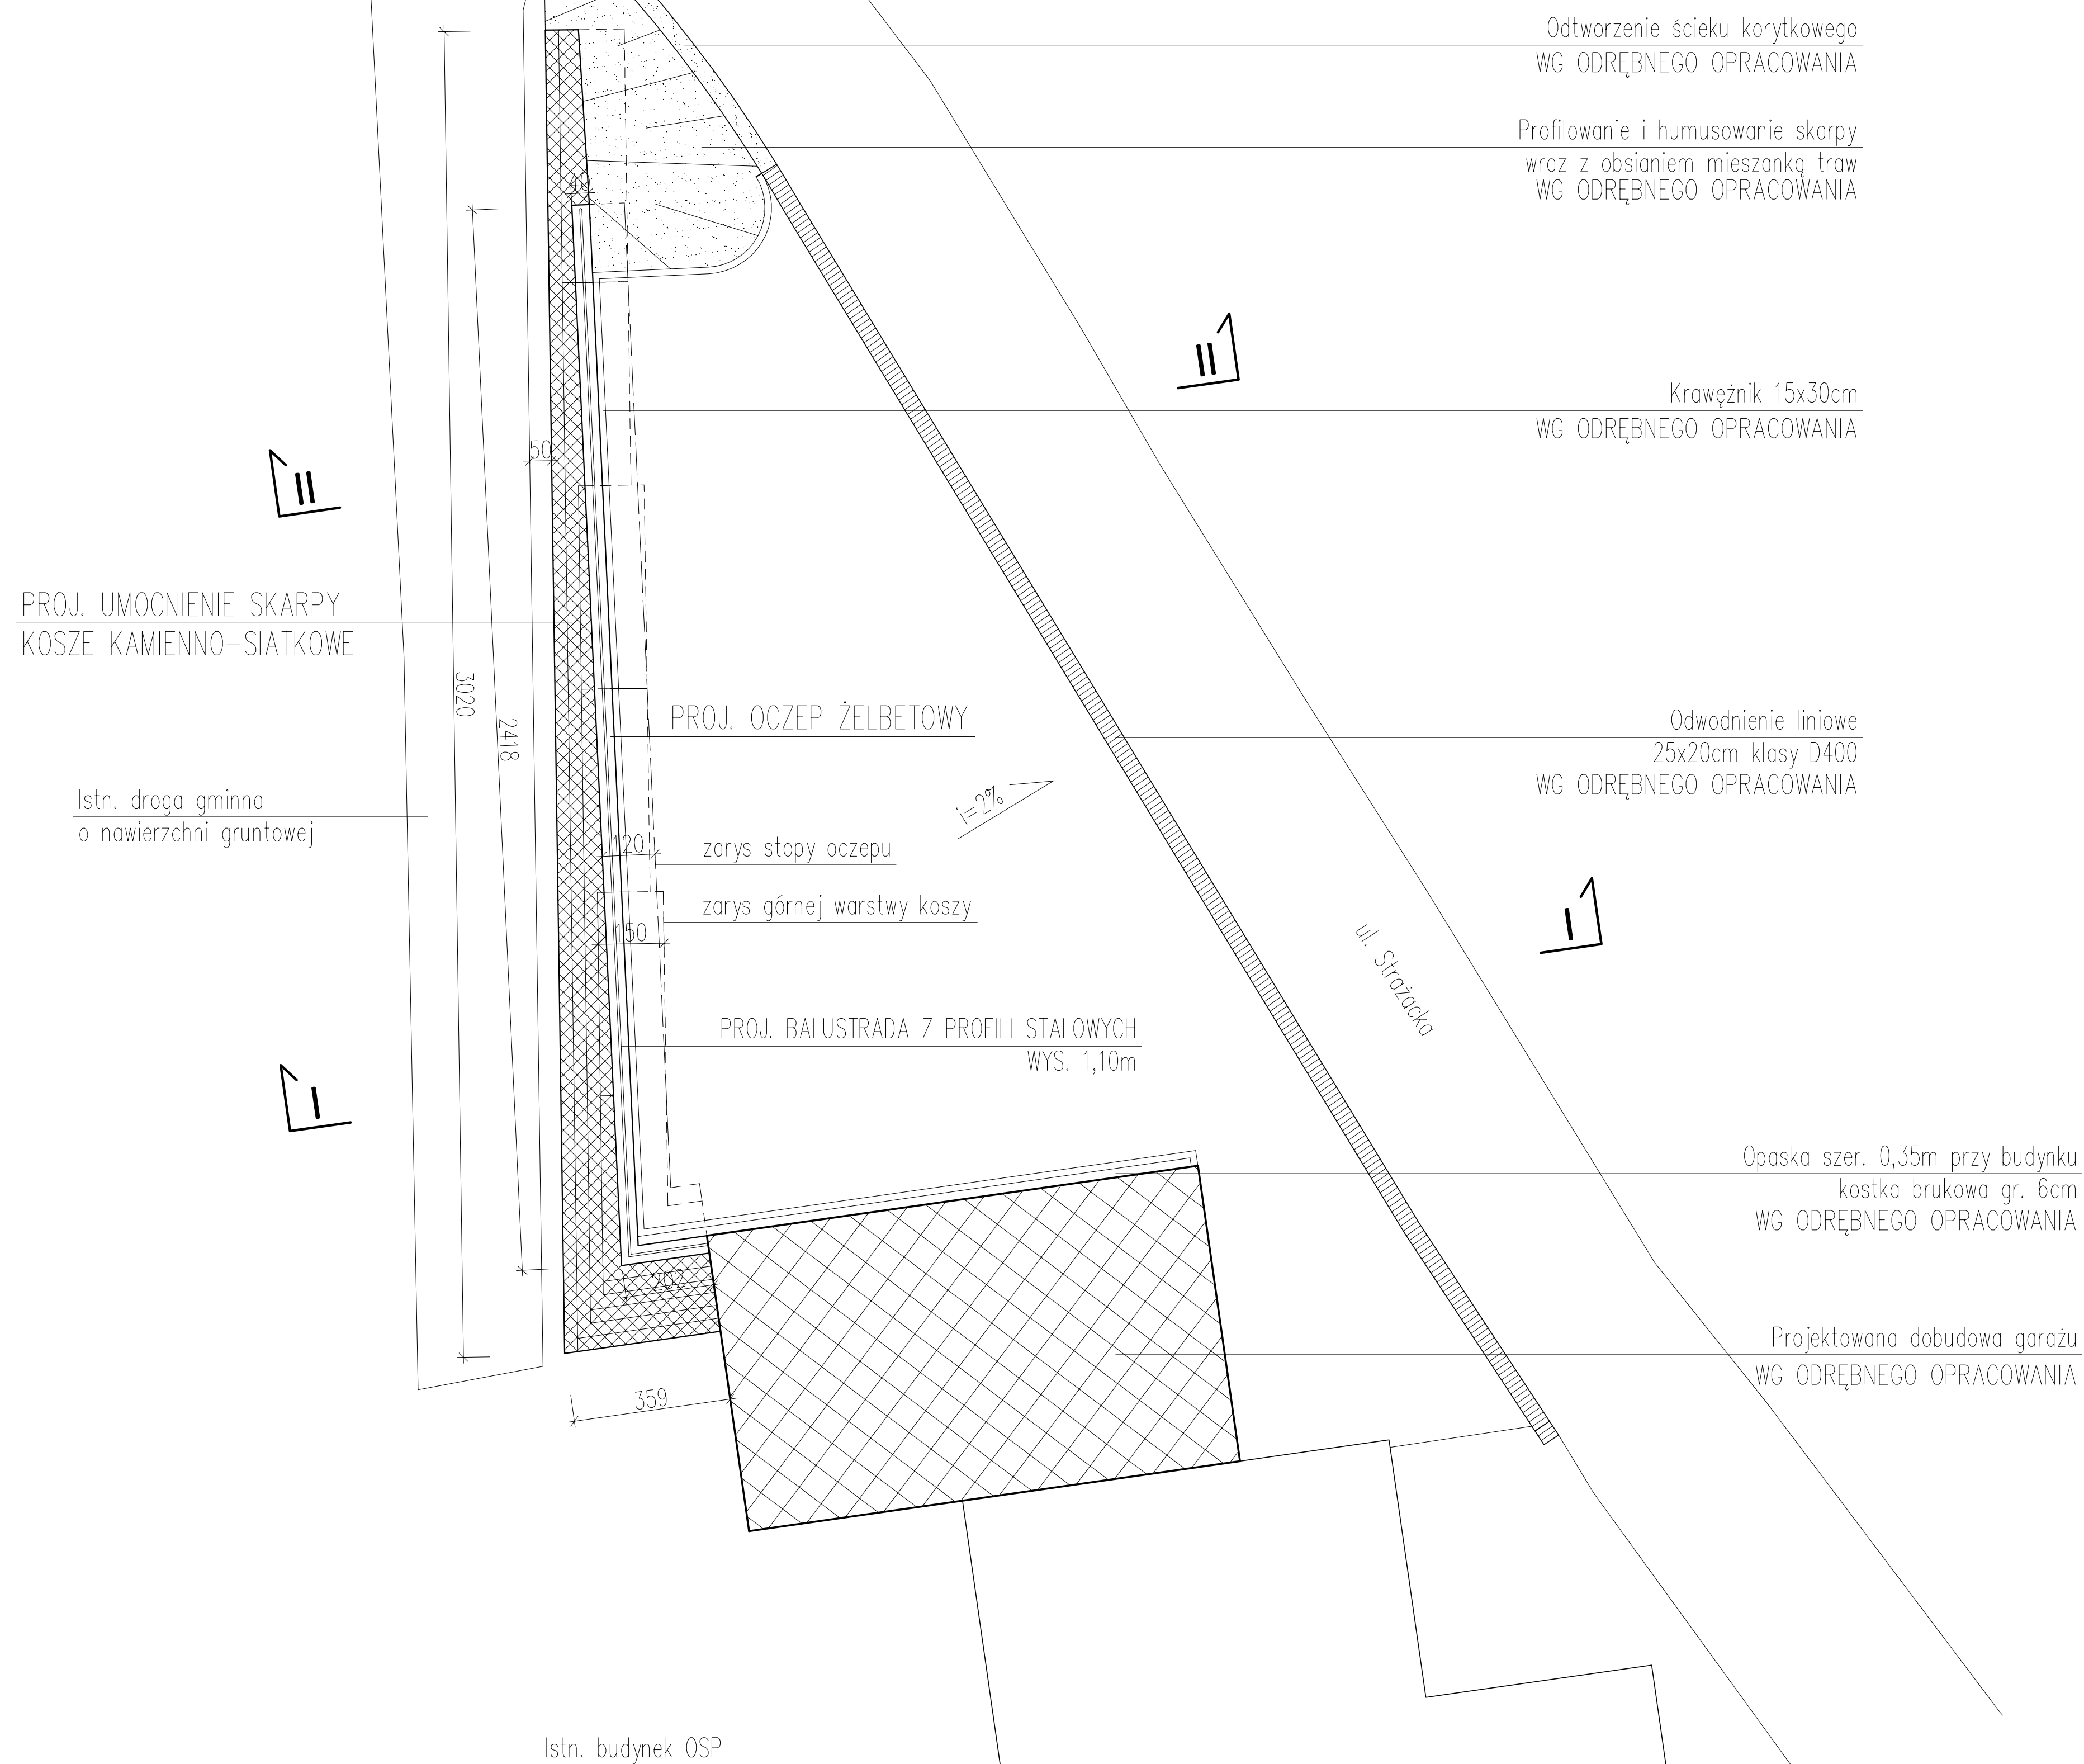 Odtworzenie ścieku korytkowego
WG ODRĘBNEGO OPRACOWANIA
Profilowanie i humusowanie skarpy
wraz z obsianiem mieszanką traw
WG ODRĘBNEGO OPRACOWANIA
40
II
Krawężnik 15x30cm
WG ODRĘBNEGO OPRACOWANIA
50
II
PROJ. UMOCNIENIE SKARPY
KOSZE KAMIENNO-SIATKOWE
3020
2418
PROJ. OCZEP ŻELBETOWY
Odwodnienie liniowe
25x20cm klasy D400
WG ODRĘBNEGO OPRACOWANIA
Istn. droga gminna
o nawierzchni gruntowej
i=2%
120
zarys stopy oczepu
zarys górnej warstwy koszy
150
I
ul. Strażacka
PROJ. BALUSTRADA Z PROFILI STALOWYCH
WYS. 1,10m
I
Opaska szer. 0,35m przy budynku
kostka brukowa gr. 6cm
WG ODRĘBNEGO OPRACOWANIA
202
Projektowana dobudowa garażu
WG ODRĘBNEGO OPRACOWANIA
359
Istn. budynek OSP